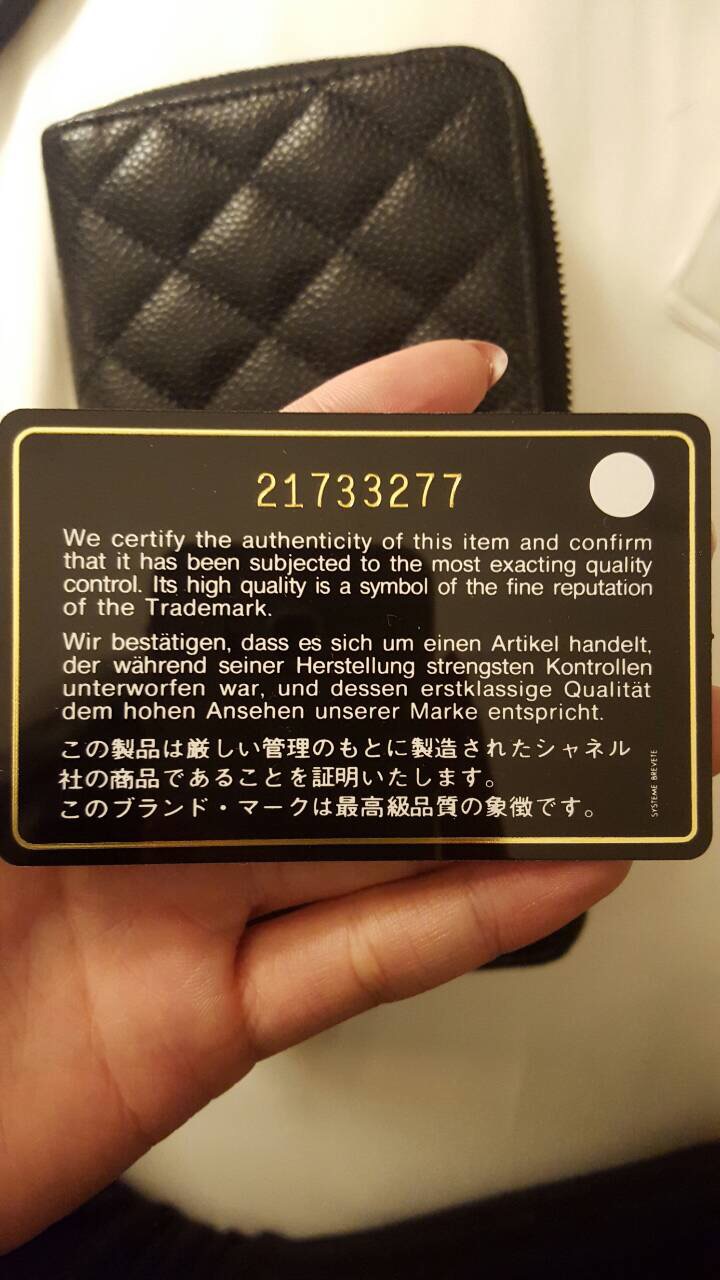 21733277
We certify the authenticity of this item and confirm
that it has been subjected to the most exacting quality
control. Its high quality is a symbol of the fine reputation
of the Trademark.
Wir bestätigen, dass es sich um einen Artikel handelt,
der während seiner Herstellung strengsten Kontrollen
unterworfen war, und dessen erstklassige Qualität
dem hohen Ansehen unserer Marke entspricht.
この製品は厳しい管理のもとに製造されたシャネル
社の商品であることを証明いたします。
このブランド・マークは最高級品質の象徴です。
SYSTEME BREVETE